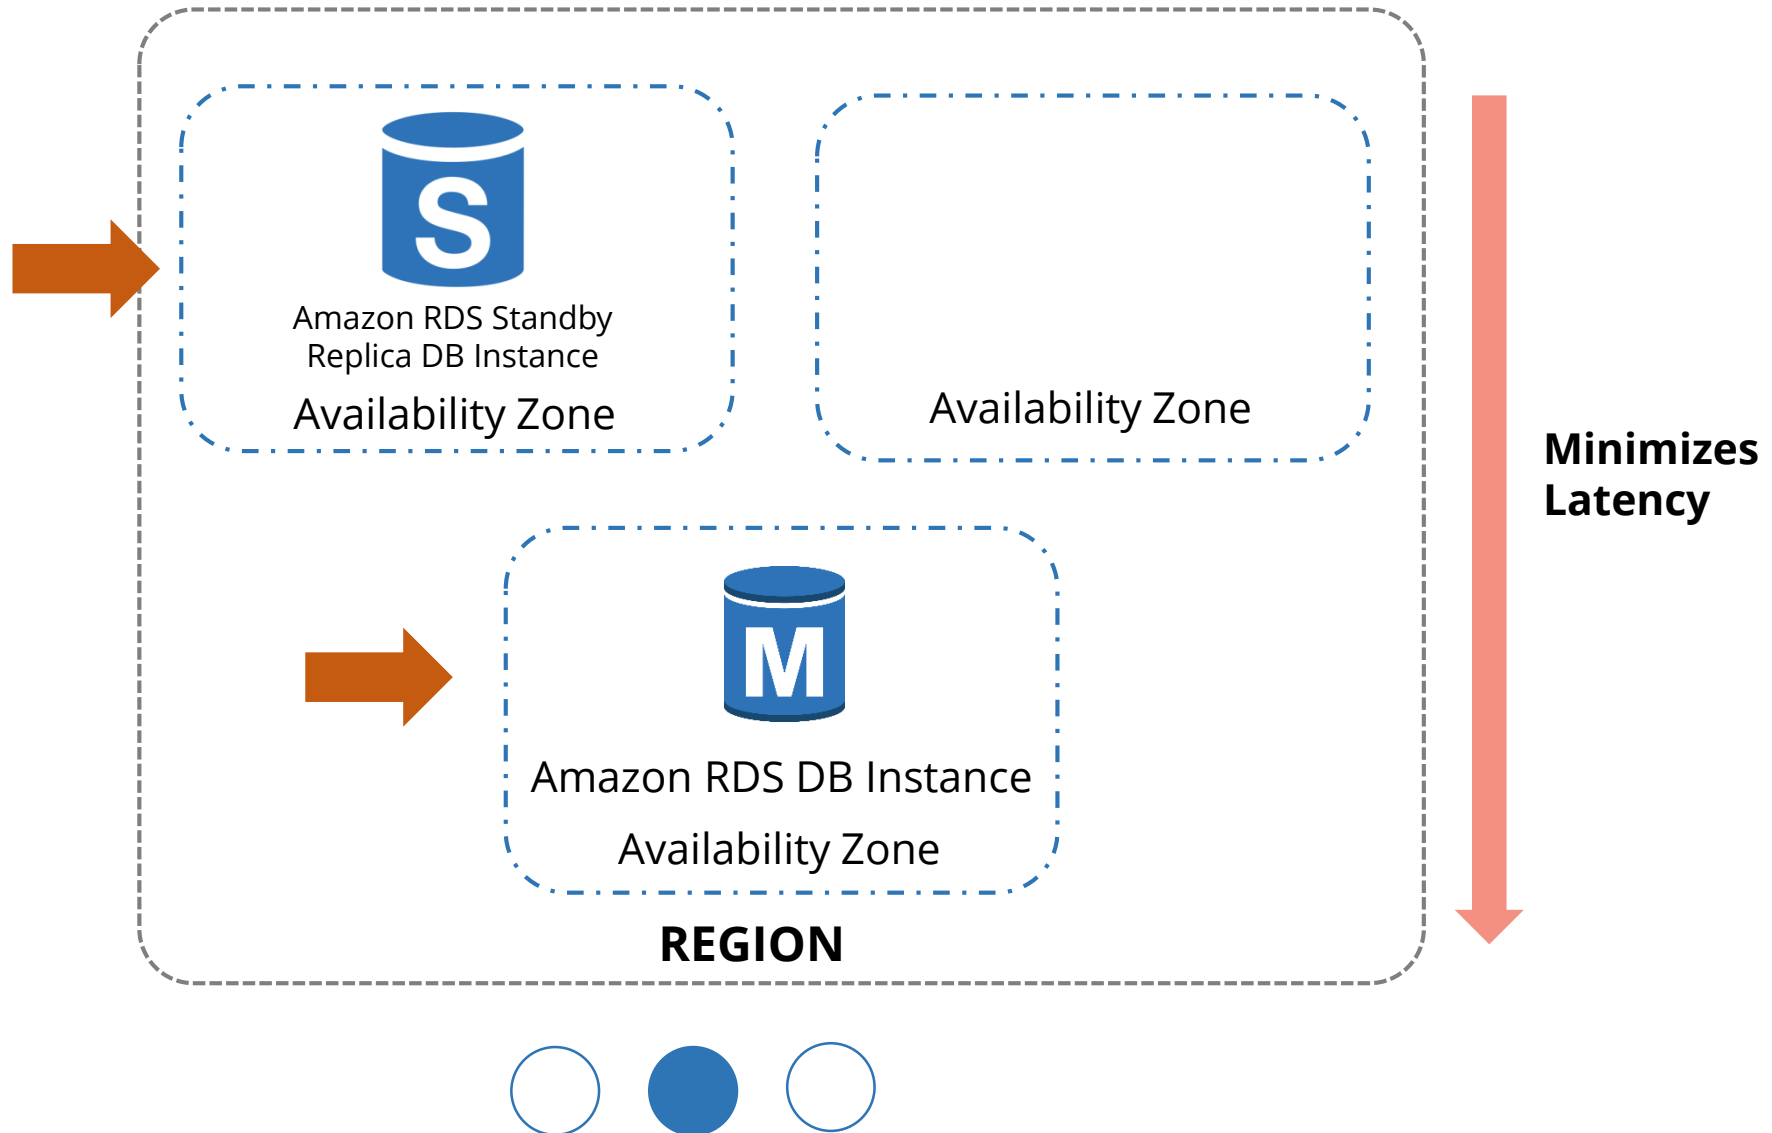 S
Amazon RDS Standby
Replica DB Instance
Availability Zone
Availability Zone
Minimizes
Latency
M
Amazon RDS DB Instance
Availability Zone
REGION